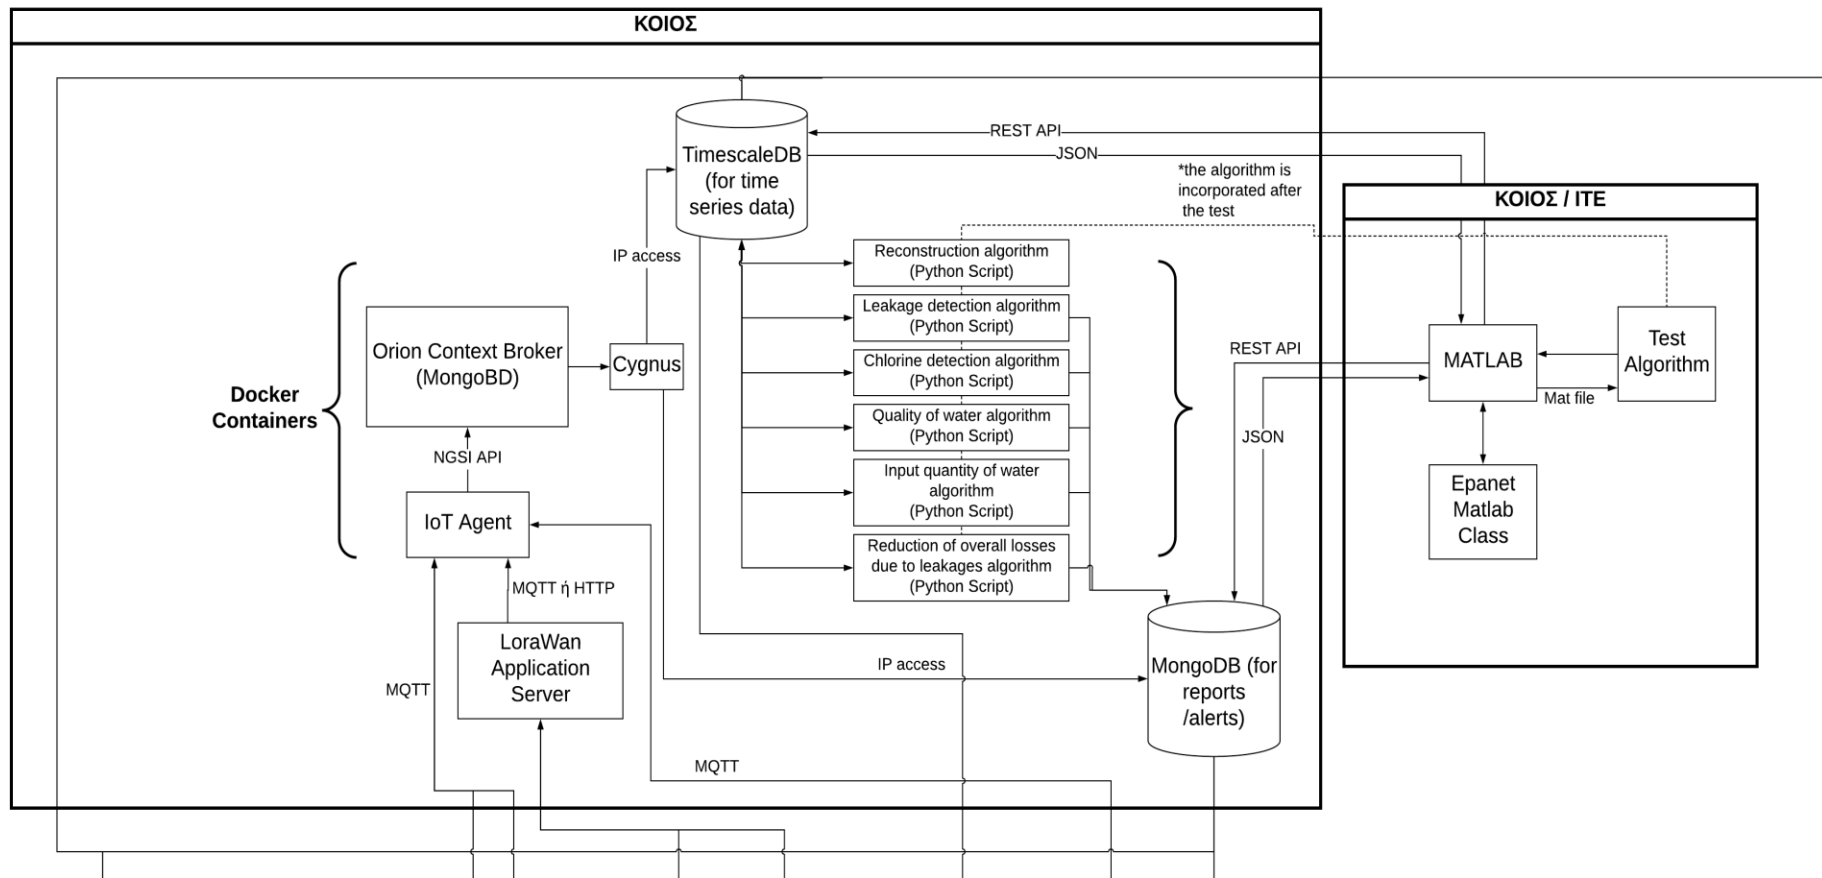 ΚΟΙΟΣ
TimescaleDB
(for time
series data)
REST API
JSON
*the algorithm is
incorporated after
the test
ΚΟΙΟΣ / ΙΤΕ
IP access
Reconstruction algorithm
(Python Script)
Leakage detection algorithm
(Python Script)
Chlorine detection algorithm
(Python Script)
Quality of water algorithm
(Python Script)
Input quantity of water
algorithm
(Python Script)
Reduction of overall losses
due to leakages algorithm
(Python Script)
Docker
Containers
Orion Context Broker
(MongoBD)
Cygnus
NGSI API
IoT Agent
MQTT ή HTTP
LoraWan
Application
Server
MQTT
IP access
MQTT
MongoDB (for
reports
/alerts)
REST API
JSON
MATLAB
Mat file
Test
Algorithm
Epanet
Matlab
Class